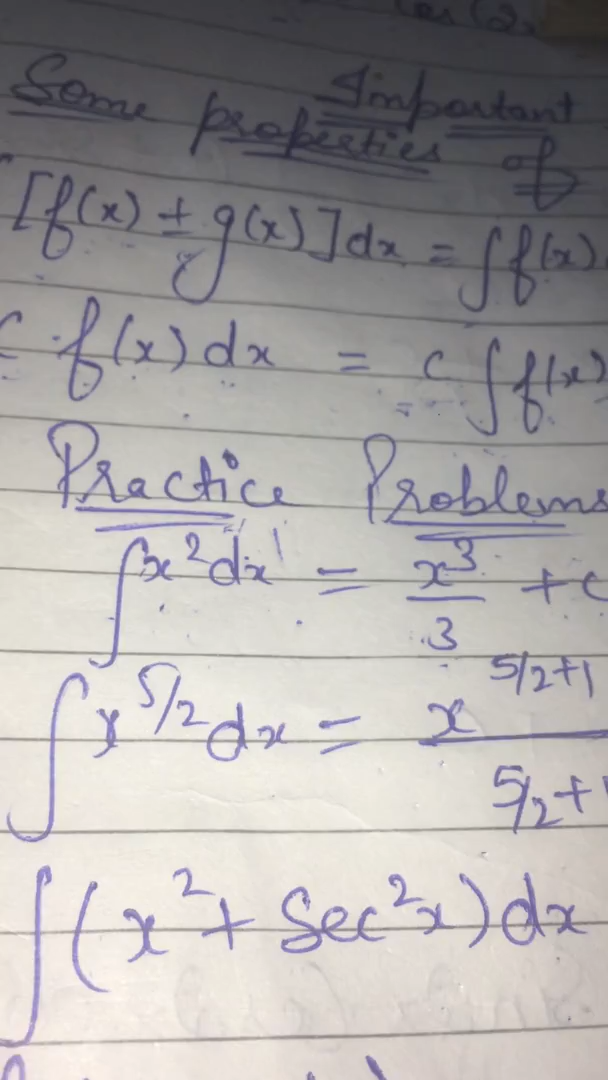 Some Important
properties of
[f(x) ± g(x)]dx = ∫f(x)
c f(x) dx = c ∫f(x)
Practice Problems
∫x²dx = x³/3 + c
∫x^5/2 dx = x^5/2+1 / 5/2+1
∫(x² + Sec²x) dx